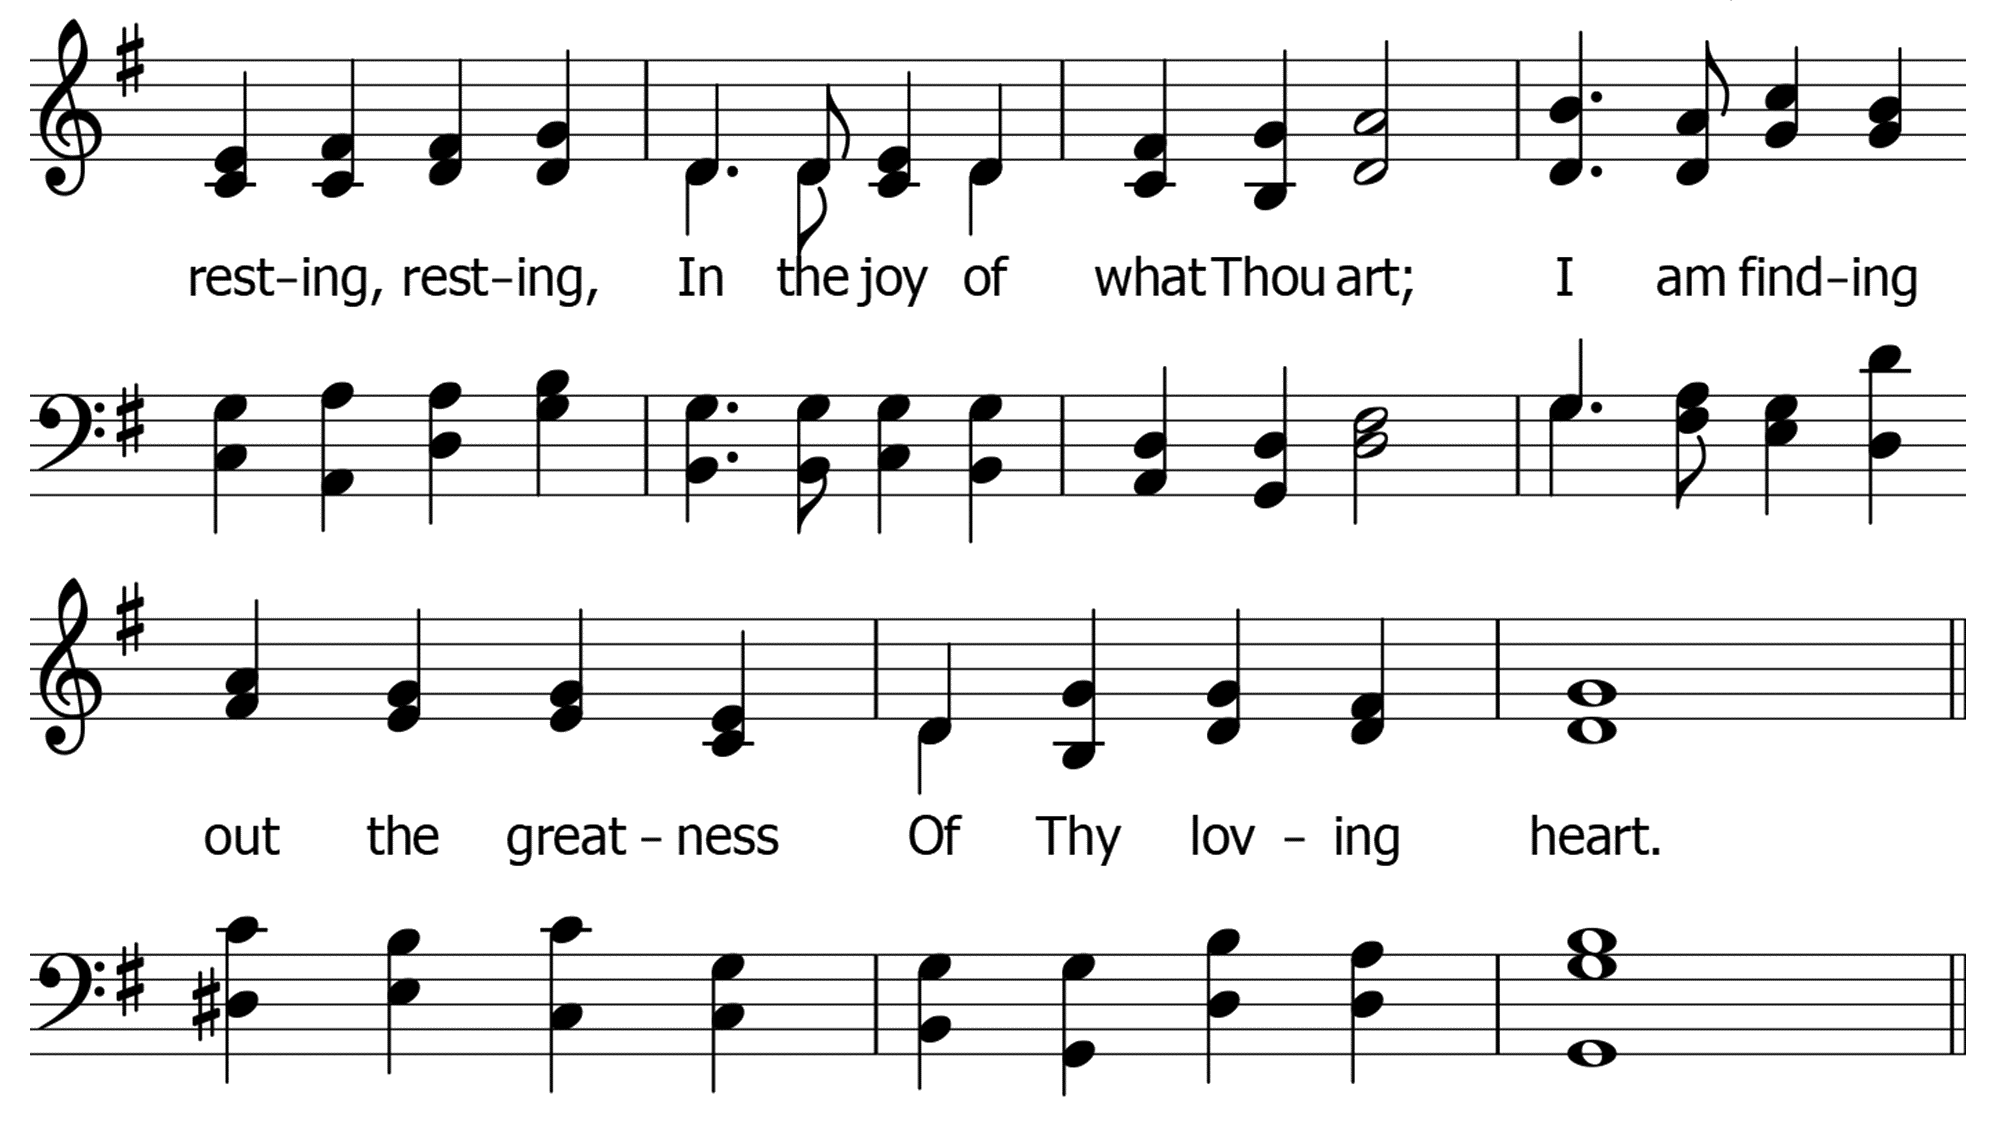 rest–ing, rest–ing, In the joy of what Thou art; I am find–ing
out the great – ness Of Thy lov – ing heart.